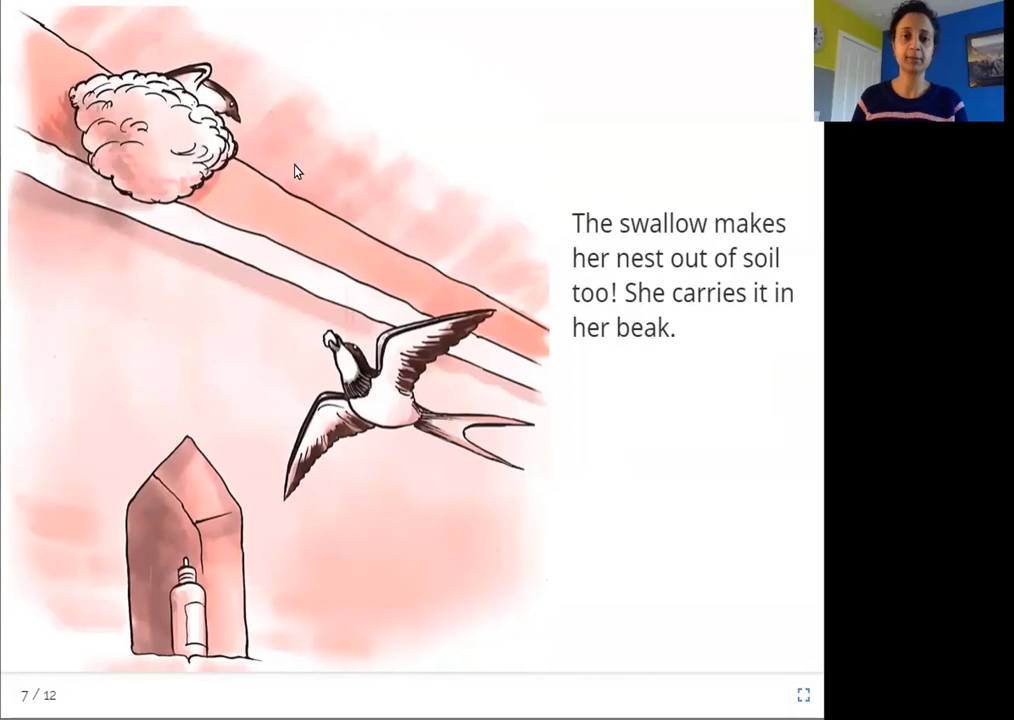 The swallow makes
her nest out of soil
too! She carries it in
her beak.
7 / 12